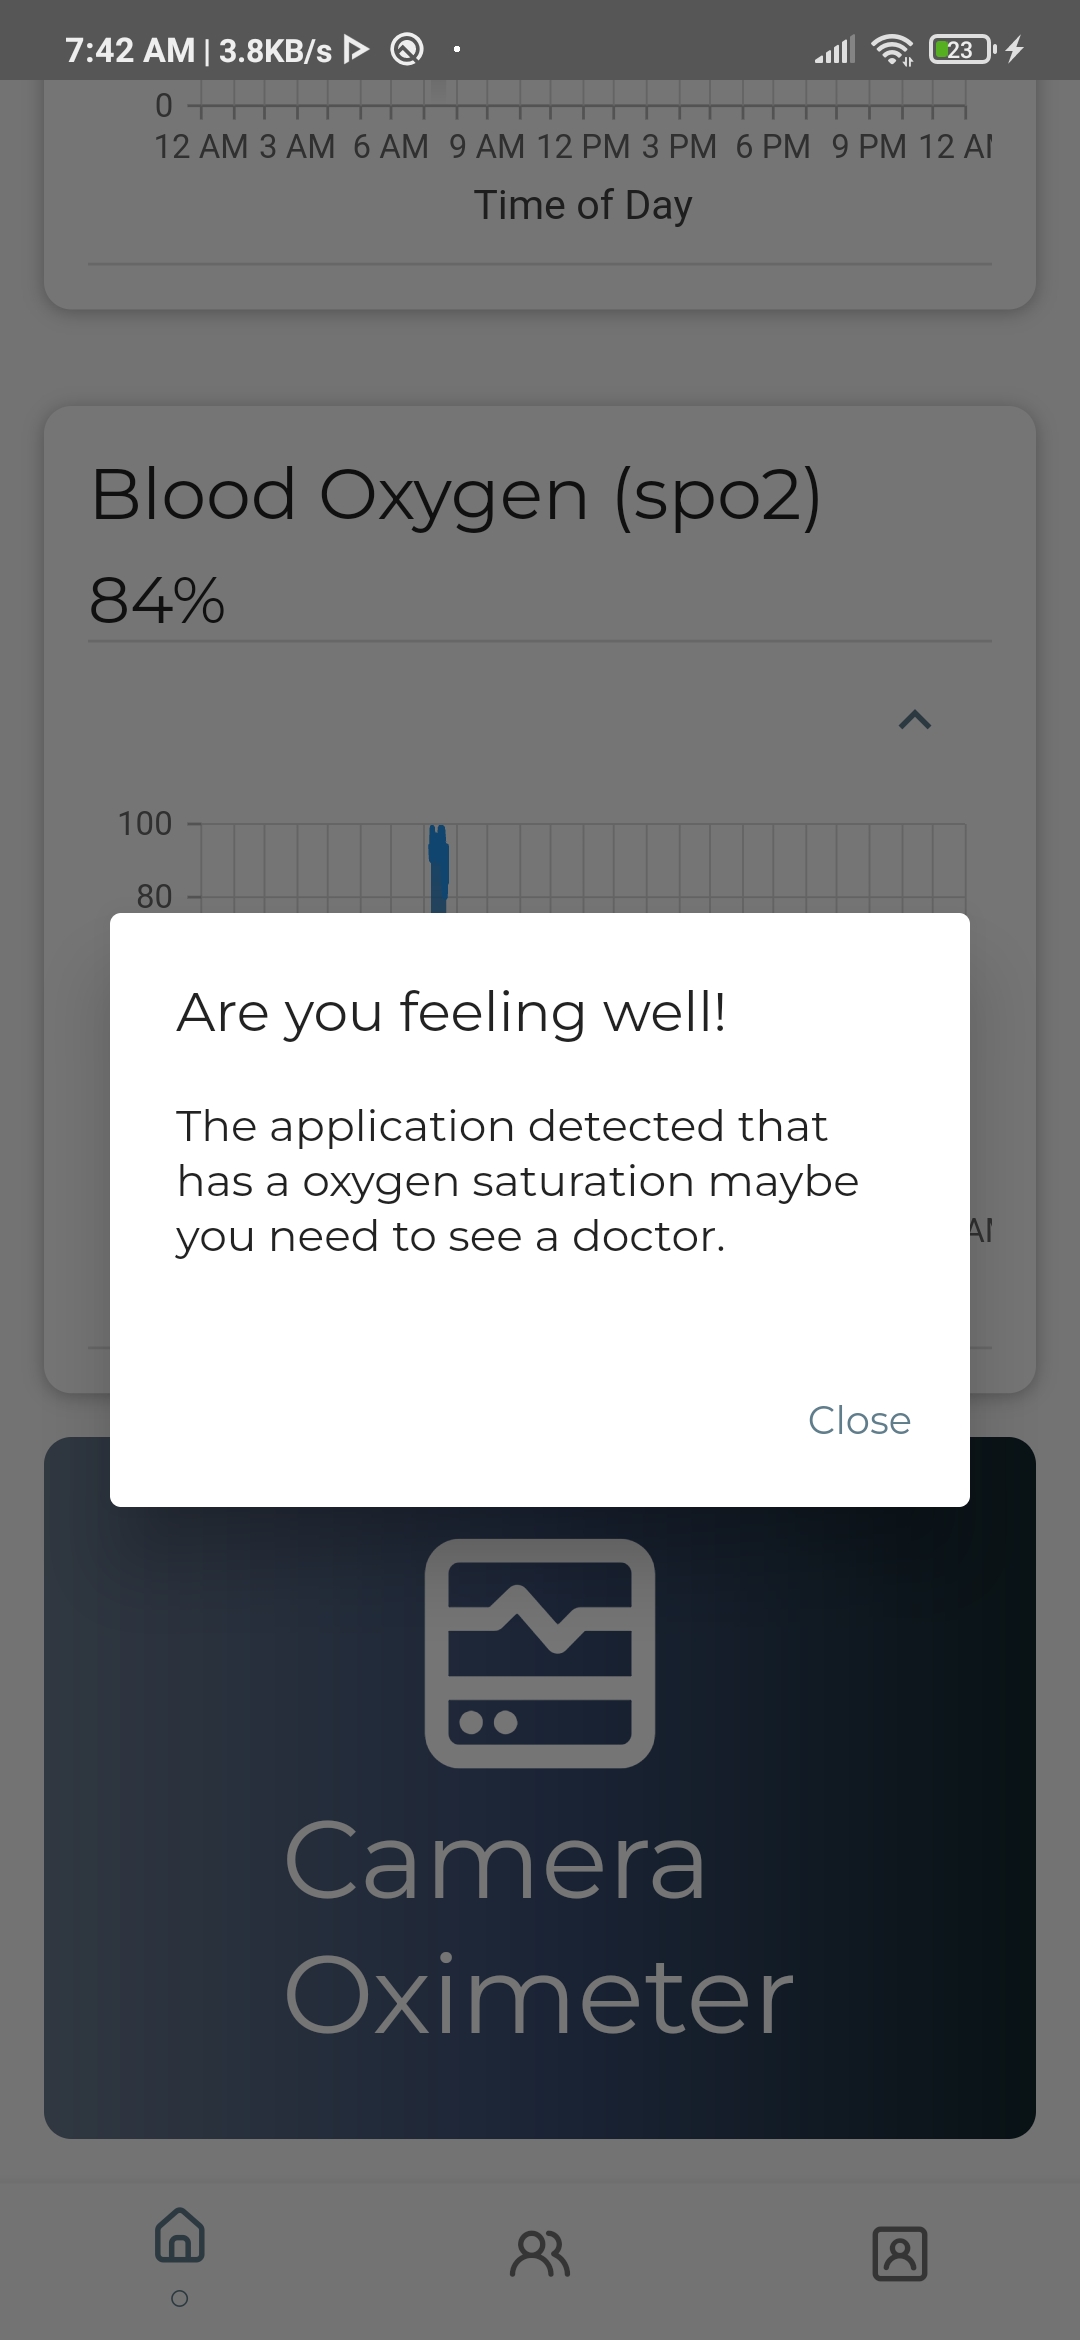 7:42 AM | 3.8KB/s 23
0
12 AM 3 AM 6 AM 9 AM 12 PM 3 PM 6 PM 9 PM 12 AM
Time of Day
Blood Oxygen (spo2)
84%
100
80
Are you feeling well!
The application detected that
has a oxygen saturation maybe
you need to see a doctor.
AM
Close
Camera
Oximeter